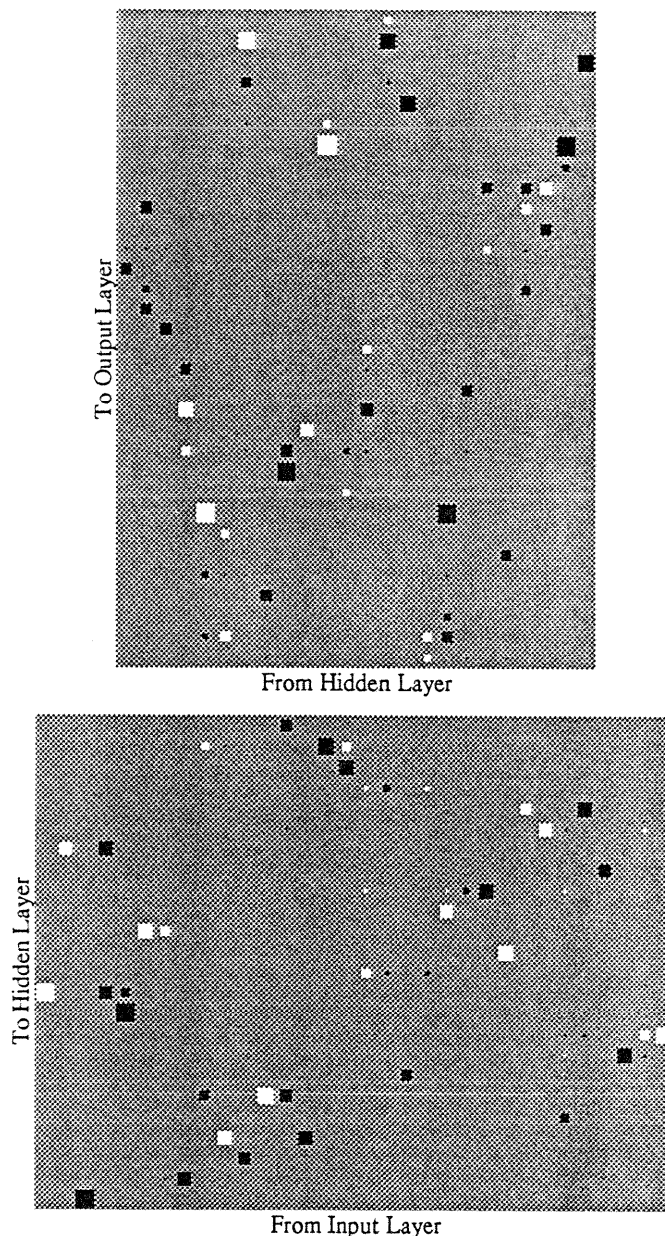 To Output Layer
From Hidden Layer
To Hidden Layer
From Input Layer